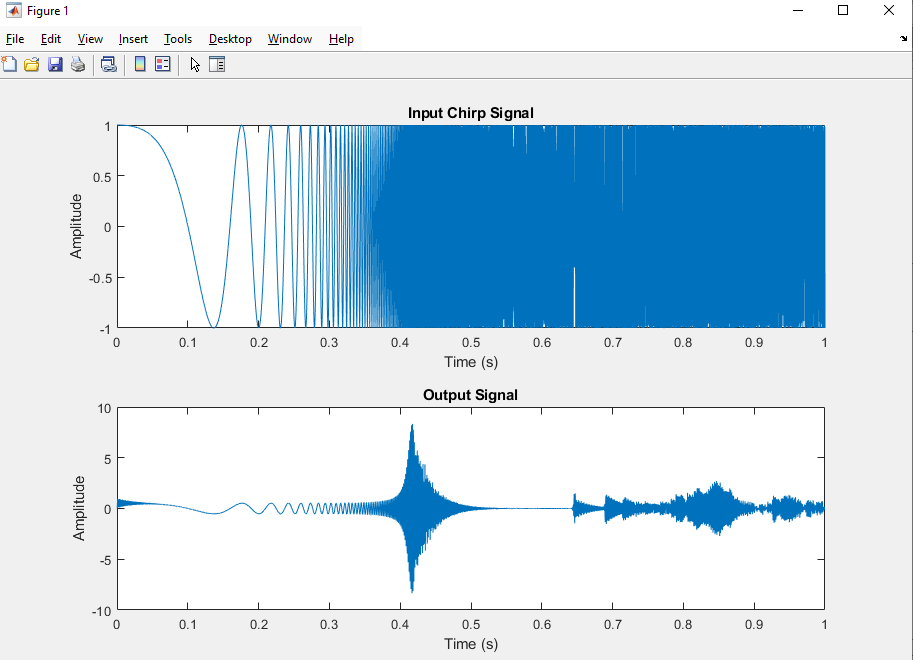 Figure 1
File Edit View Insert Tools Desktop Window Help
Input Chirp Signal
1
0.5
0
-0.5
-1
Amplitude
0 0.1 0.2 0.3 0.4 0.5 0.6 0.7 0.8 0.9 1
Time (s)
Output Signal
10
5
0
-5
-10
Amplitude
0 0.1 0.2 0.3 0.4 0.5 0.6 0.7 0.8 0.9 1
Time (s)